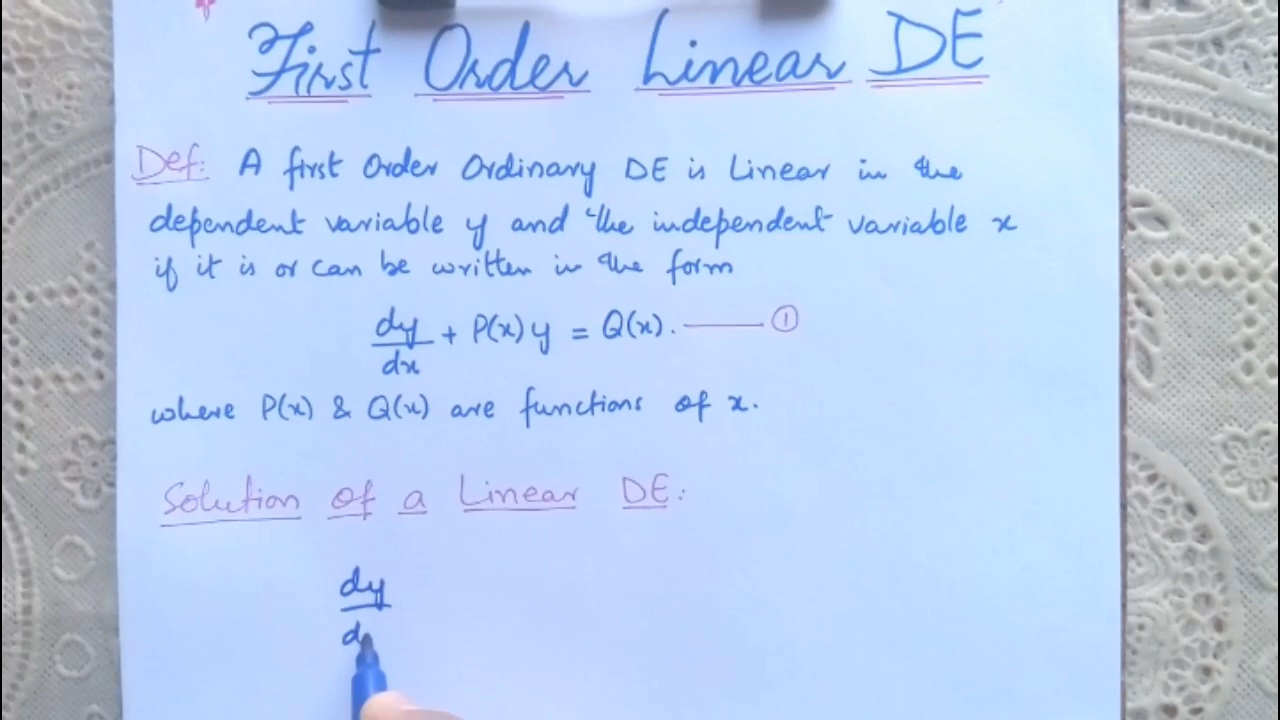 First Order Linear DE
Def: A first Order Ordinary DE is Linear in the
dependent variable y and the independent variable x
if it is or can be written in the form
dy/dx + P(x) y = Q(x). ——— ①
where P(x) & Q(x) are functions of x.
Solution of a Linear DE:
dy
d